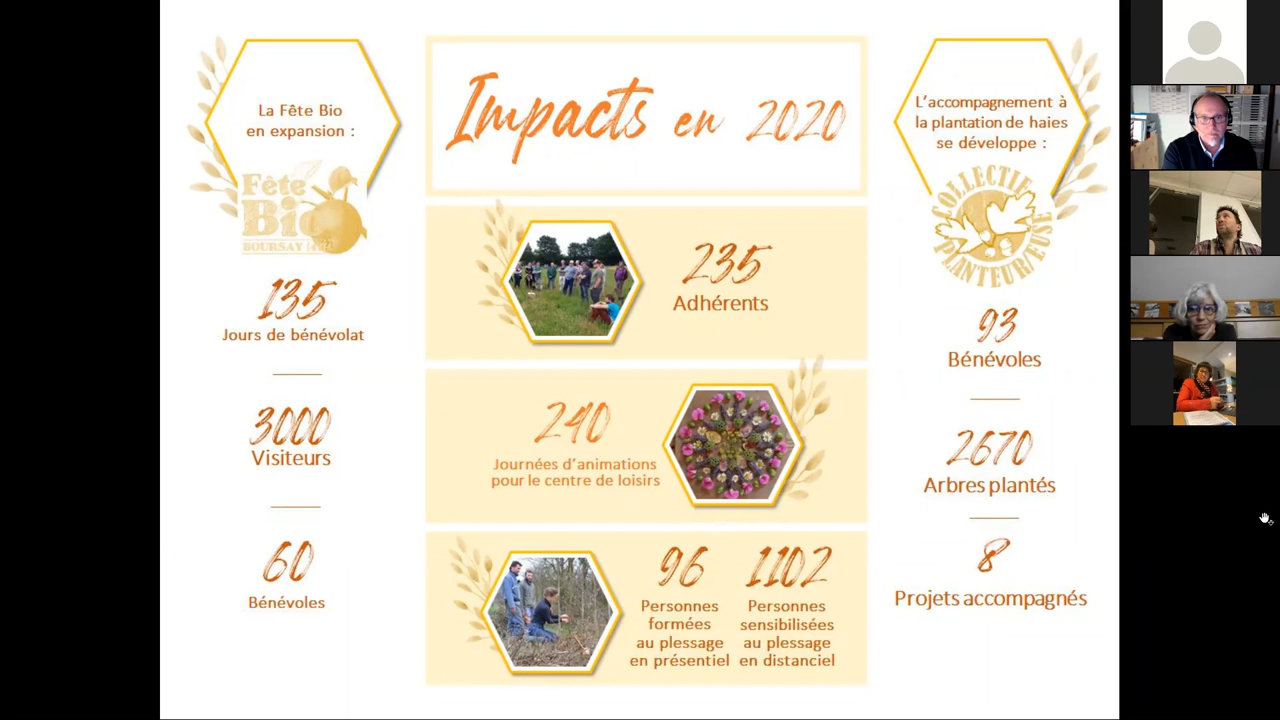 La Fête Bio
en expansion :
Fête
Bio
BOURSAY (41)
135
Jours de bénévolat
3000
Visiteurs
60
Bénévoles
Impacts en 2020
235
Adhérents
240
Journées d'animations
pour le centre de loisirs
96
Personnes
formées
au plessage
en présentiel
1102
Personnes
sensibilisées
au plessage
en distanciel
L'accompagnement à
la plantation de haies
se développe :
COLLECTIF
PLANTEUR/EUSE
93
Bénévoles
2670
Arbres plantés
8
Projets accompagnés